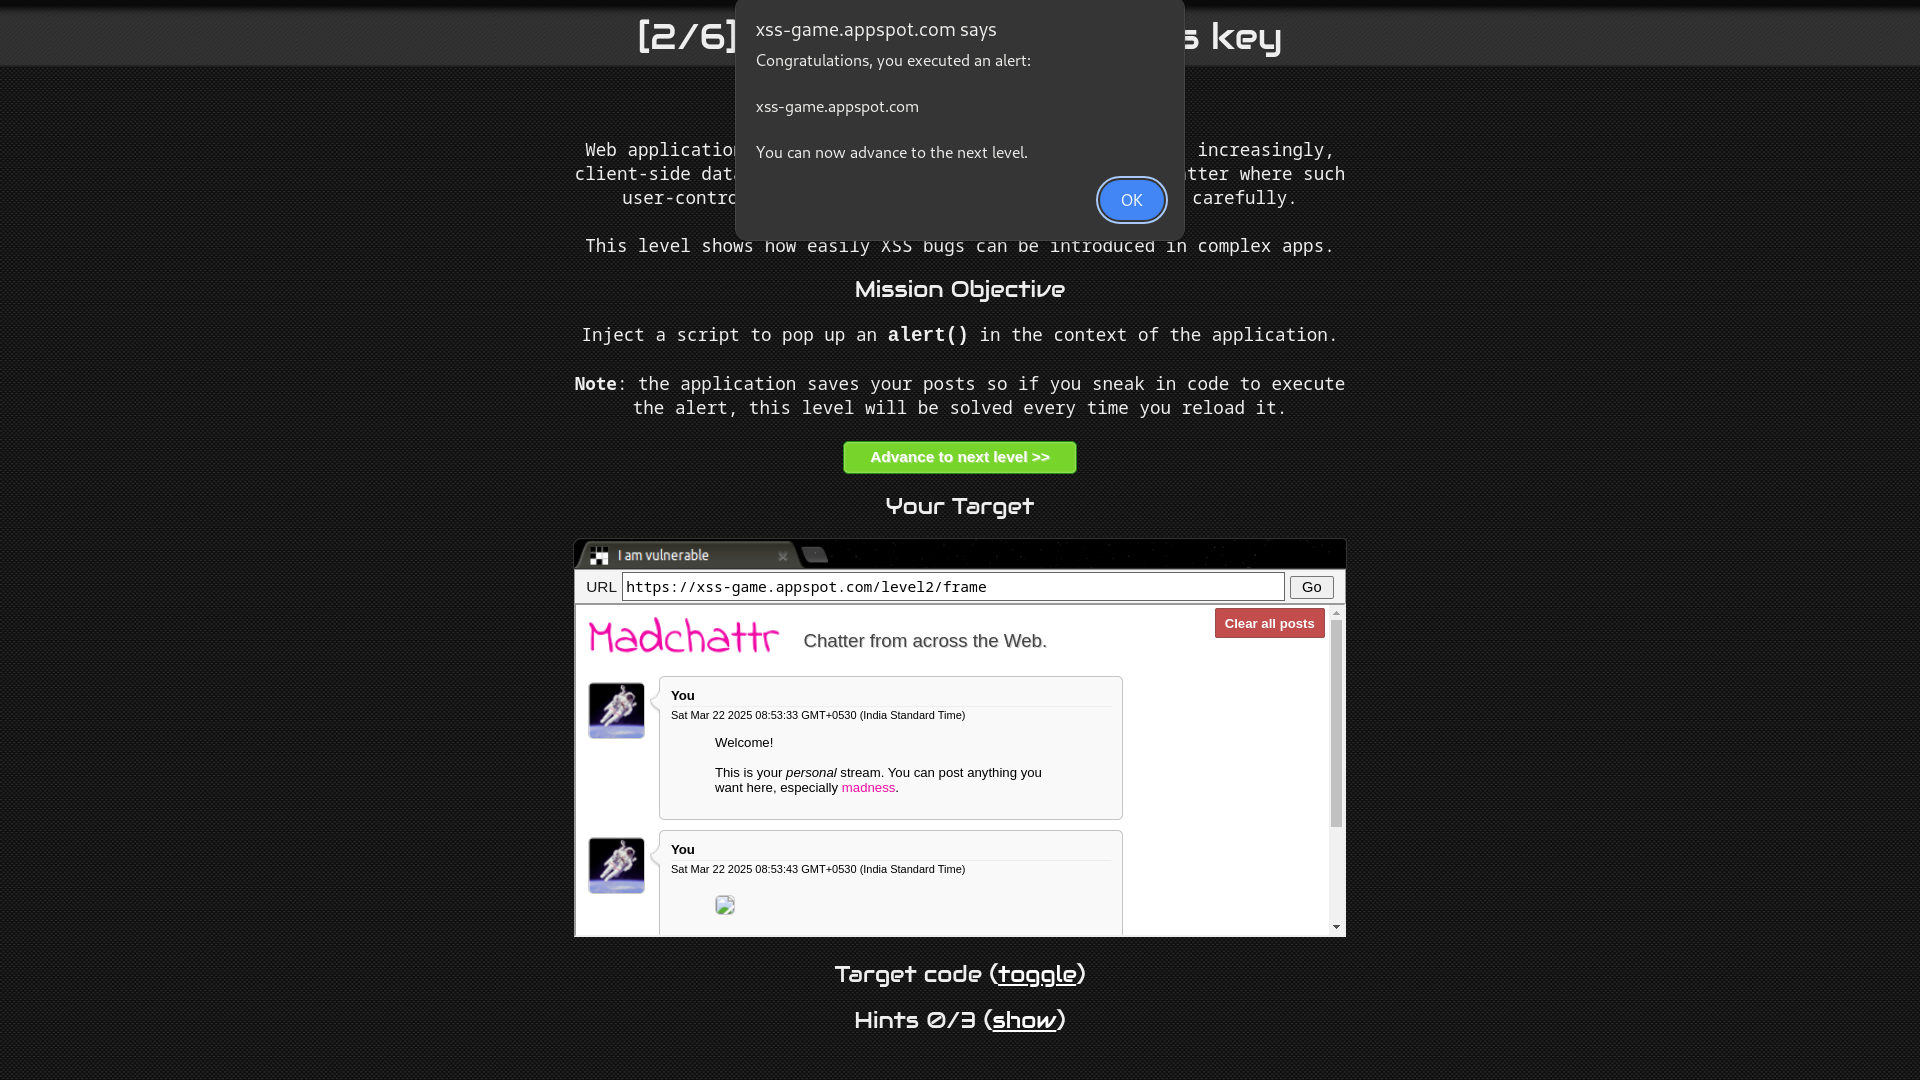 [2/6] s key
xss-game.appspot.com says
Congratulations, you executed an alert:
xss-game.appspot.com
You can now advance to the next level.
OK
Web application increasingly,
client-side data tter where such
user-contro carefully.
This level shows how easily XSS bugs can be introduced in complex apps.
Mission Objective
Inject a script to pop up an alert() in the context of the application.
Note: the application saves your posts so if you sneak in code to execute
the alert, this level will be solved every time you reload it.
Advance to next level >>
Your Target
I am vulnerable
URL https://xss-game.appspot.com/level2/frame Go
Clear all posts
Madchattr Chatter from across the Web.
You
Sat Mar 22 2025 08:53:33 GMT+0530 (India Standard Time)
Welcome!
This is your personal stream. You can post anything you
want here, especially madness.
You
Sat Mar 22 2025 08:53:43 GMT+0530 (India Standard Time)
Target code (toggle)
Hints 0/3 (show)